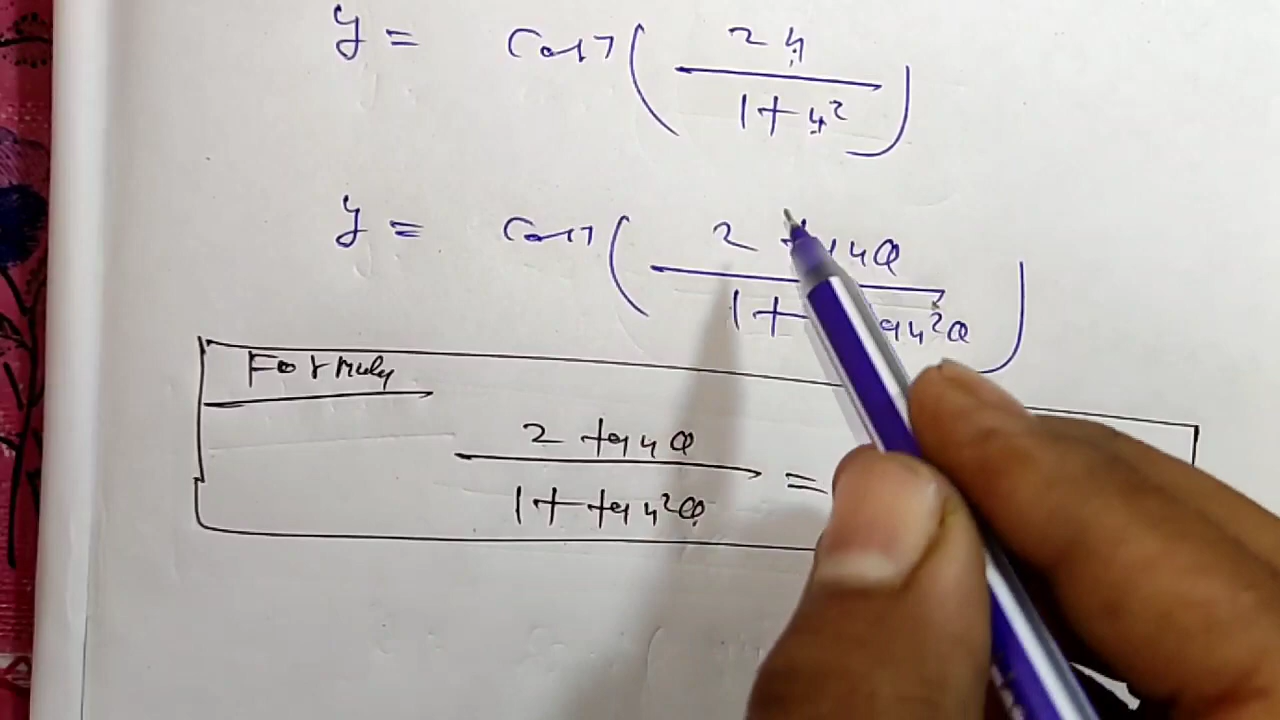 y = cos⁻¹(2x / 1 + x²)
y = cos⁻¹(2 tanθ / 1 + tan²θ)
Formula
2 tanθ / 1 + tan²θ =